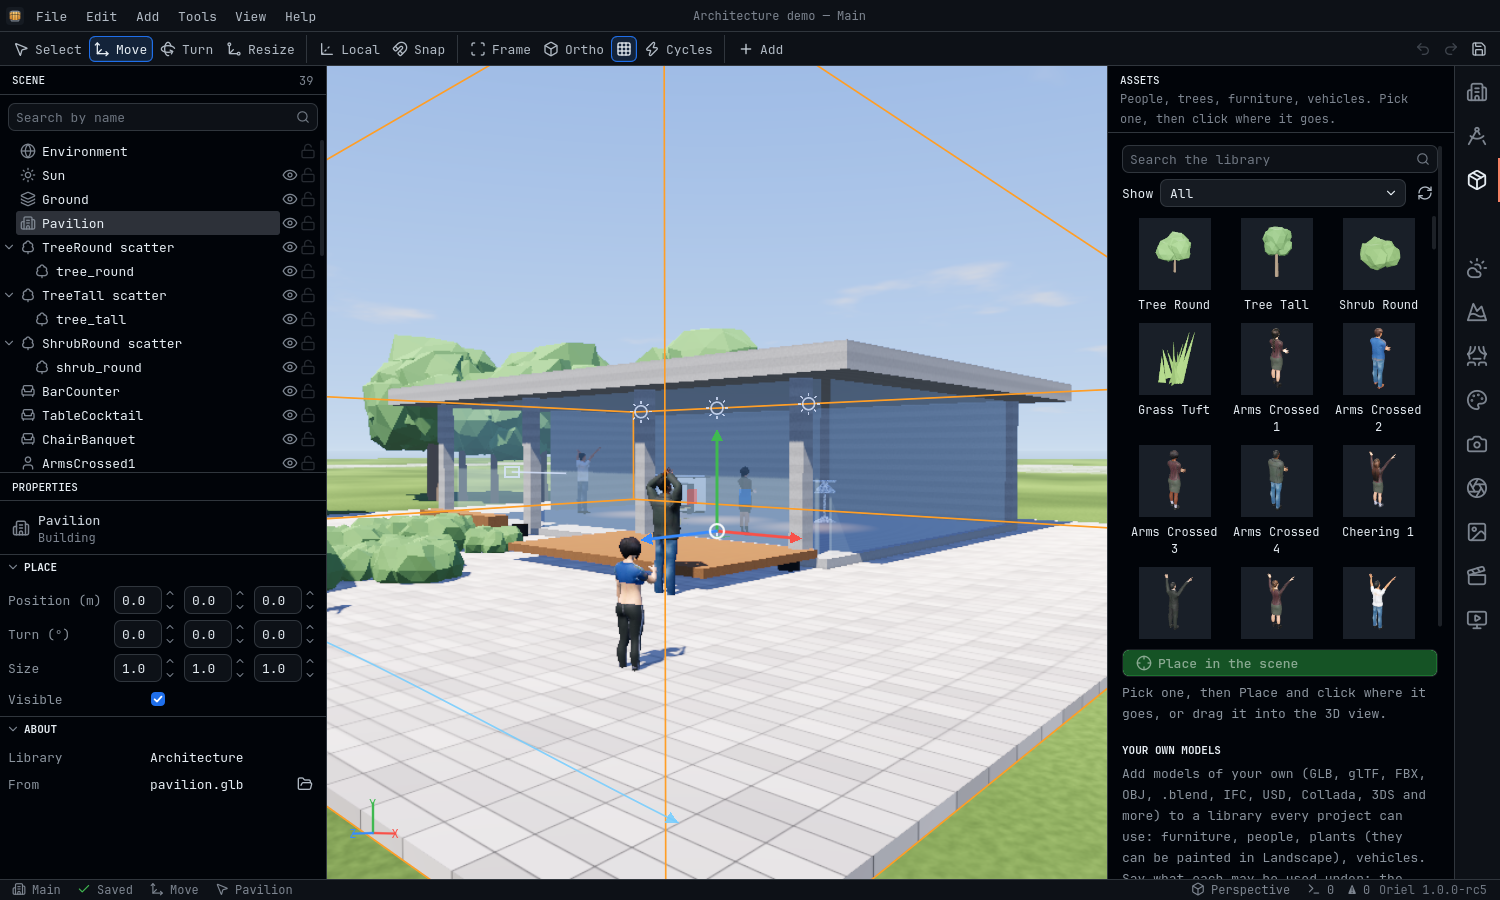 File Edit Add Tools View Help
Architecture demo — Main
Select Move Turn Resize Local Snap Frame Ortho Cycles Add
SCENE 39
Search by name
Environment
Sun
Ground
Pavilion
TreeRound scatter
tree_round
TreeTall scatter
tree_tall
ShrubRound scatter
shrub_round
BarCounter
TableCocktail
ChairBanquet
ArmsCrossed1
PROPERTIES
Pavilion
Building
PLACE
Position (m) 0.0 0.0 0.0
Turn (°) 0.0 0.0 0.0
Size 1.0 1.0 1.0
Visible
ABOUT
Library Architecture
From pavilion.glb
Y
X
ASSETS
People, trees, furniture, vehicles. Pick
one, then click where it goes.
Search the library
Show All
Tree Round Tree Tall Shrub Round
Grass Tuft Arms Crossed 1 Arms Crossed 2
Arms Crossed 3 Arms Crossed 4 Cheering 1
Place in the scene
Pick one, then Place and click where it
goes, or drag it into the 3D view.
YOUR OWN MODELS
Add models of your own (GLB, glTF, FBX,
OBJ, .blend, IFC, USD, Collada, 3DS and
more) to a library every project can
use: furniture, people, plants (they
can be painted in Landscape), vehicles.
Say what each may be used under: the
Main Saved Move Pavilion
Perspective 0 0 Oriel 1.0.0-rc5